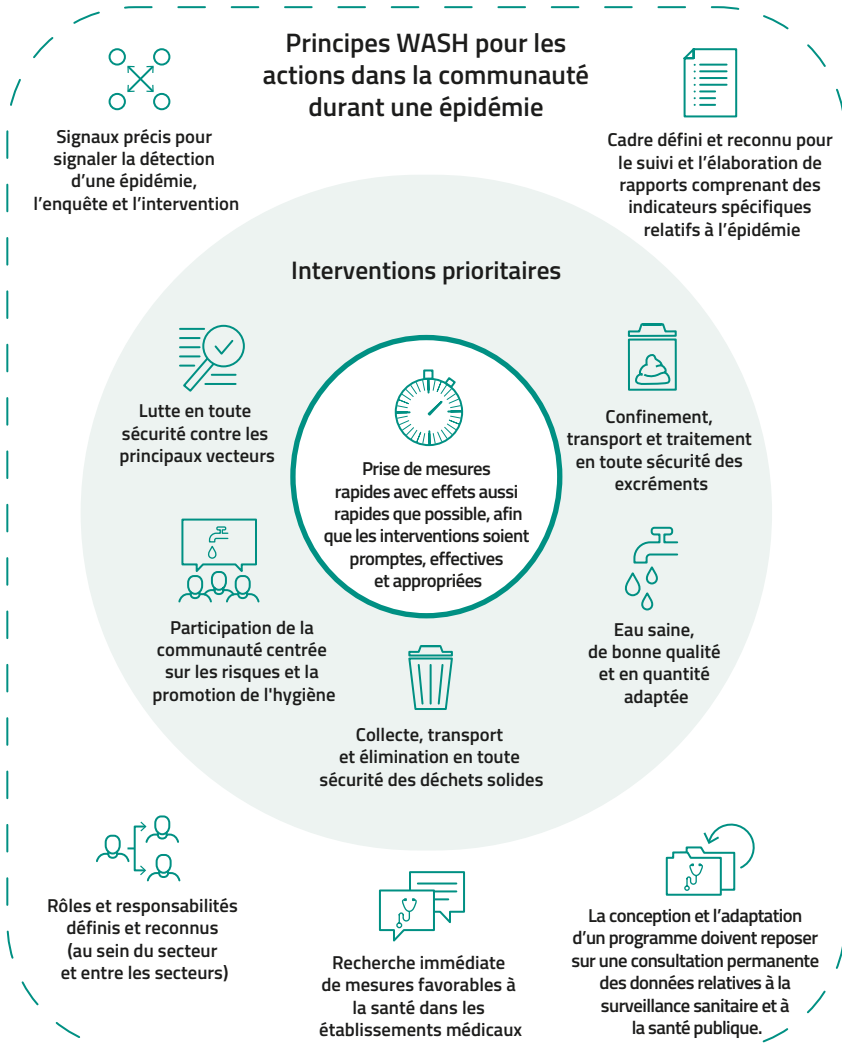 Principes WASH pour les
actions dans la communauté
durant une épidémie
Signaux précis pour
signaler la détection
d'une épidémie,
l'enquête et l'intervention
Cadre défini et reconnu pour
le suivi et l'élaboration de
rapports comprenant des
indicateurs spécifiques
relatifs à l'épidémie
Interventions prioritaires
Lutte en toute
sécurité contre les
principaux vecteurs
Prise de mesures
rapides avec effets aussi
rapides que possible, afin
que les interventions soient
promptes, effectives
et appropriées
Confinement,
transport et traitement
en toute sécurité des
excréments
Participation de la
communauté centrée
sur les risques et la
promotion de l'hygiène
Eau saine,
de bonne qualité
et en quantité
adaptée
Collecte, transport
et élimination en toute
sécurité des déchets solides
Rôles et responsabilités
définis et reconnus
(au sein du secteur
et entre les secteurs)
Recherche immédiate
de mesures favorables à
la santé dans les
établissements médicaux
La conception et l'adaptation
d'un programme doivent reposer
sur une consultation permanente
des données relatives à la
surveillance sanitaire et à
la santé publique.